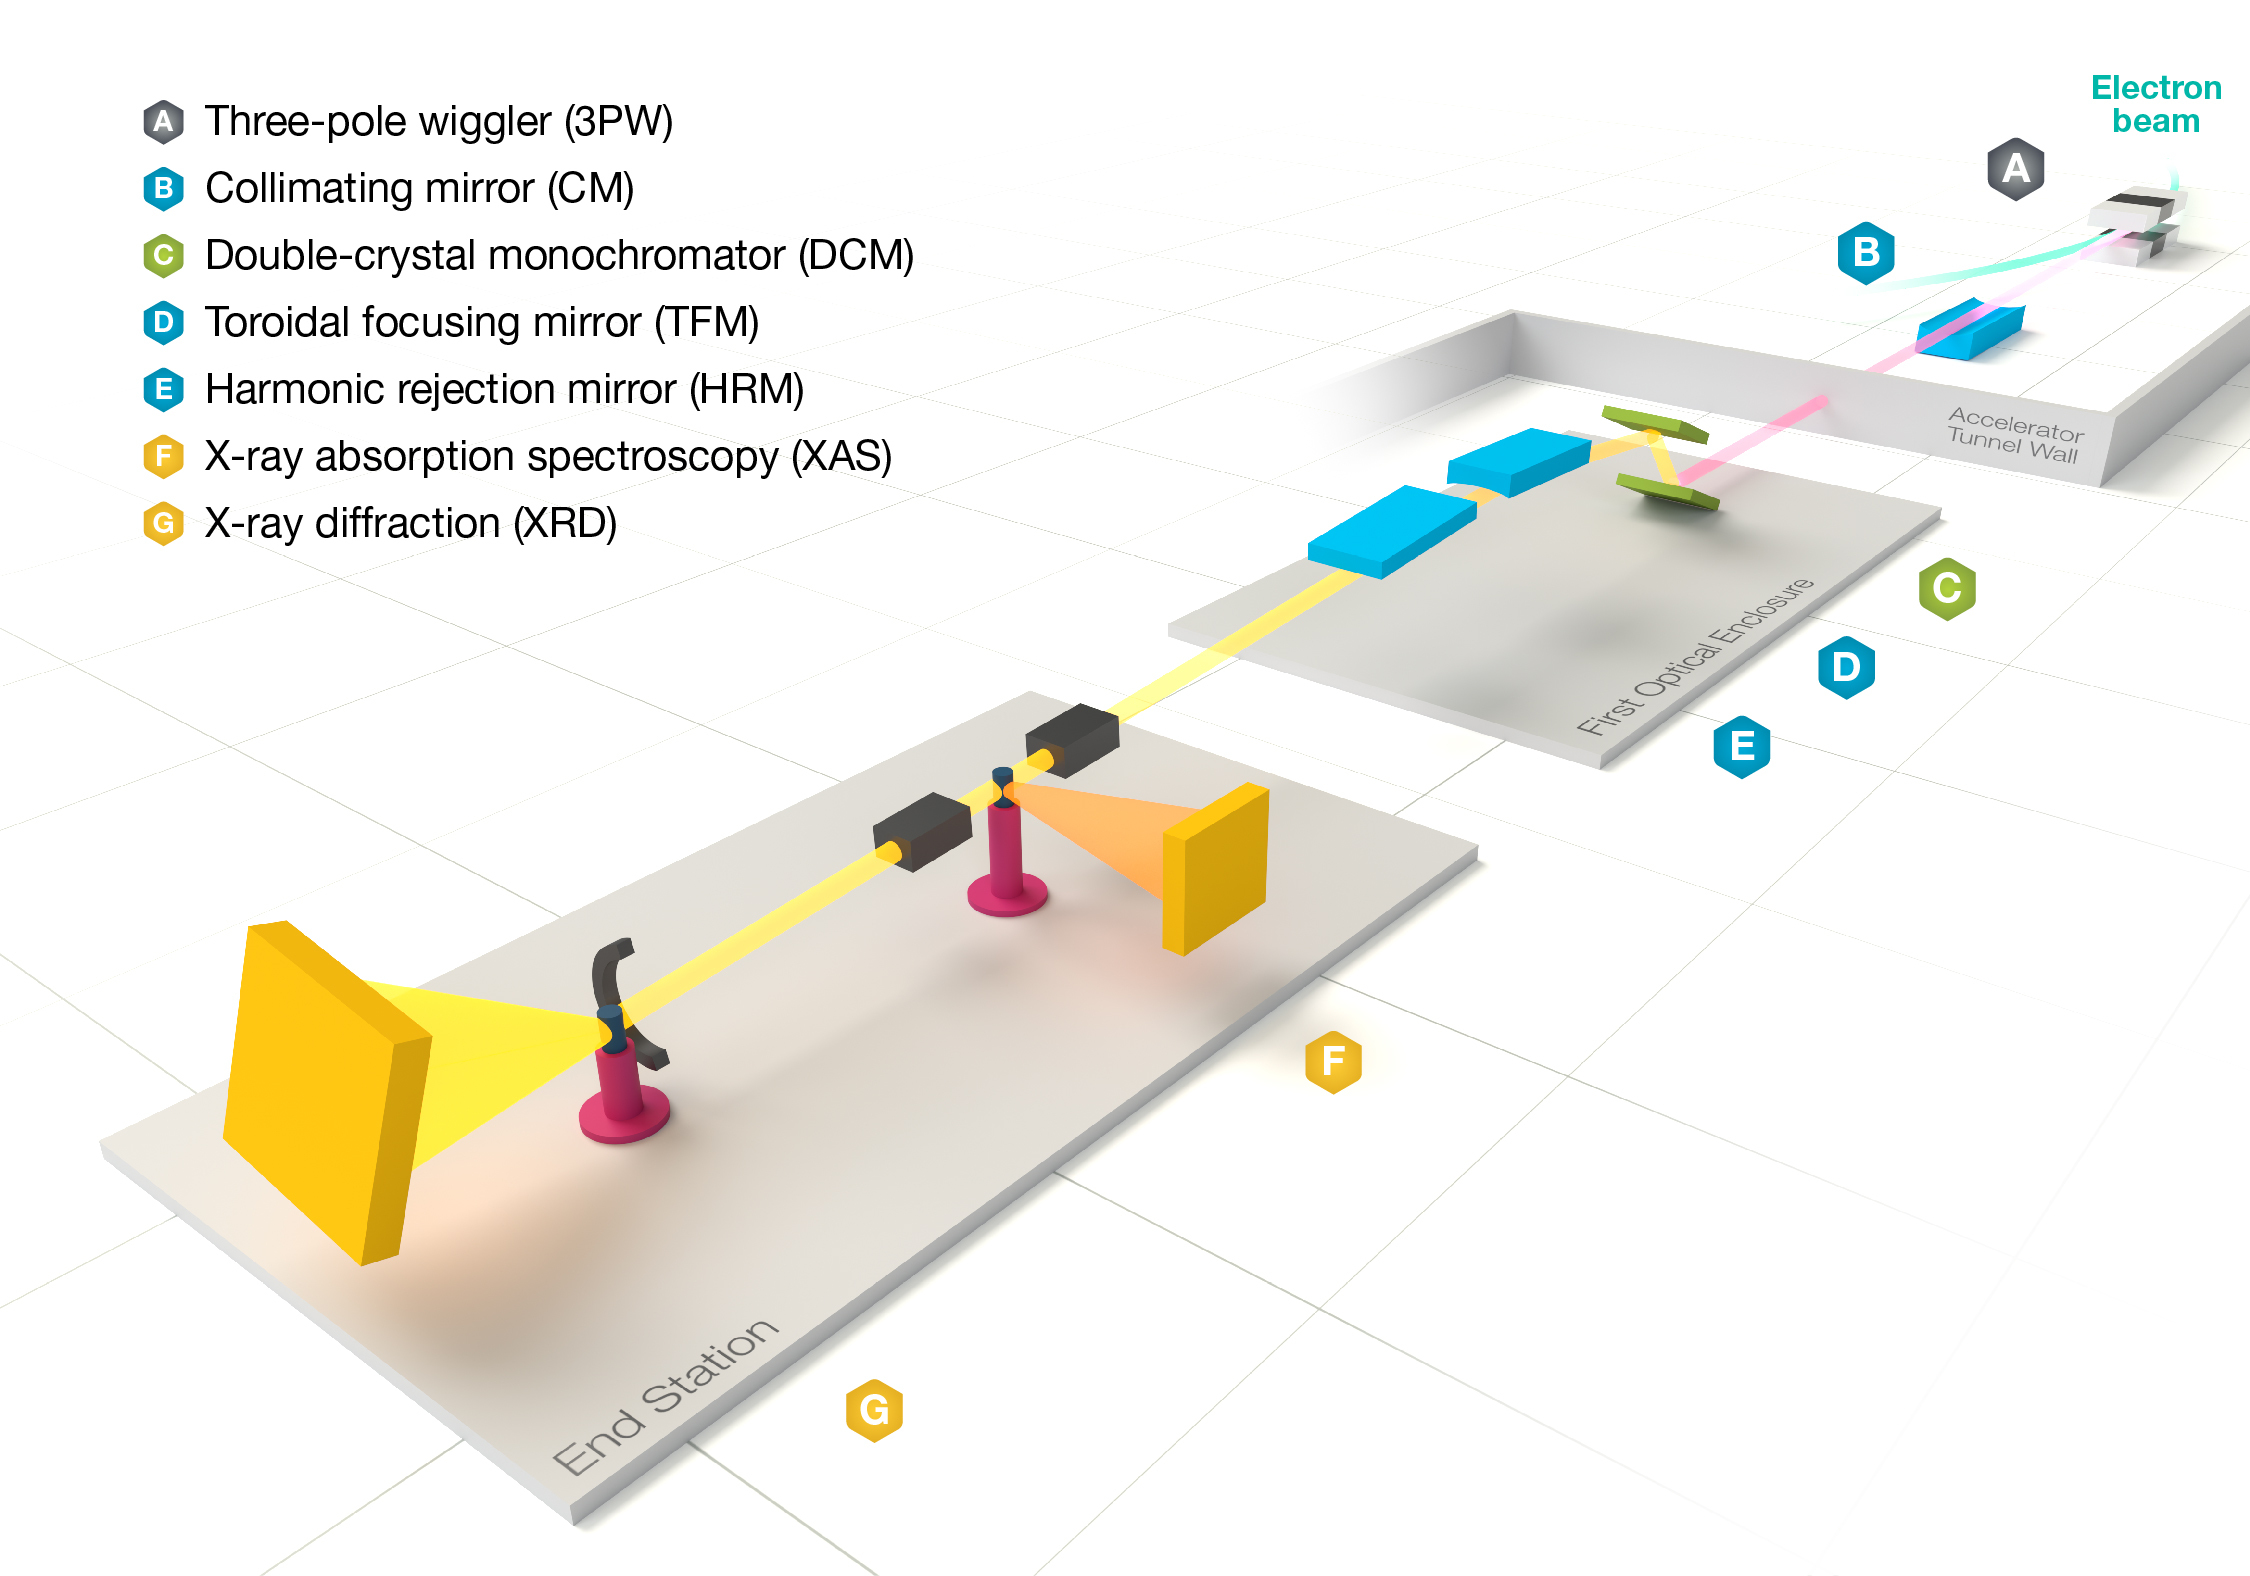 A Three-pole wiggler (3PW)
B Collimating mirror (CM)
C Double-crystal monochromator (DCM)
D Toroidal focusing mirror (TFM)
E Harmonic rejection mirror (HRM)
F X-ray absorption spectroscopy (XAS)
G X-ray diffraction (XRD)
Electron
beam
A
B
Accelerator
Tunnel Wall
C
First Optical Enclosure
D
E
F
End Station
G